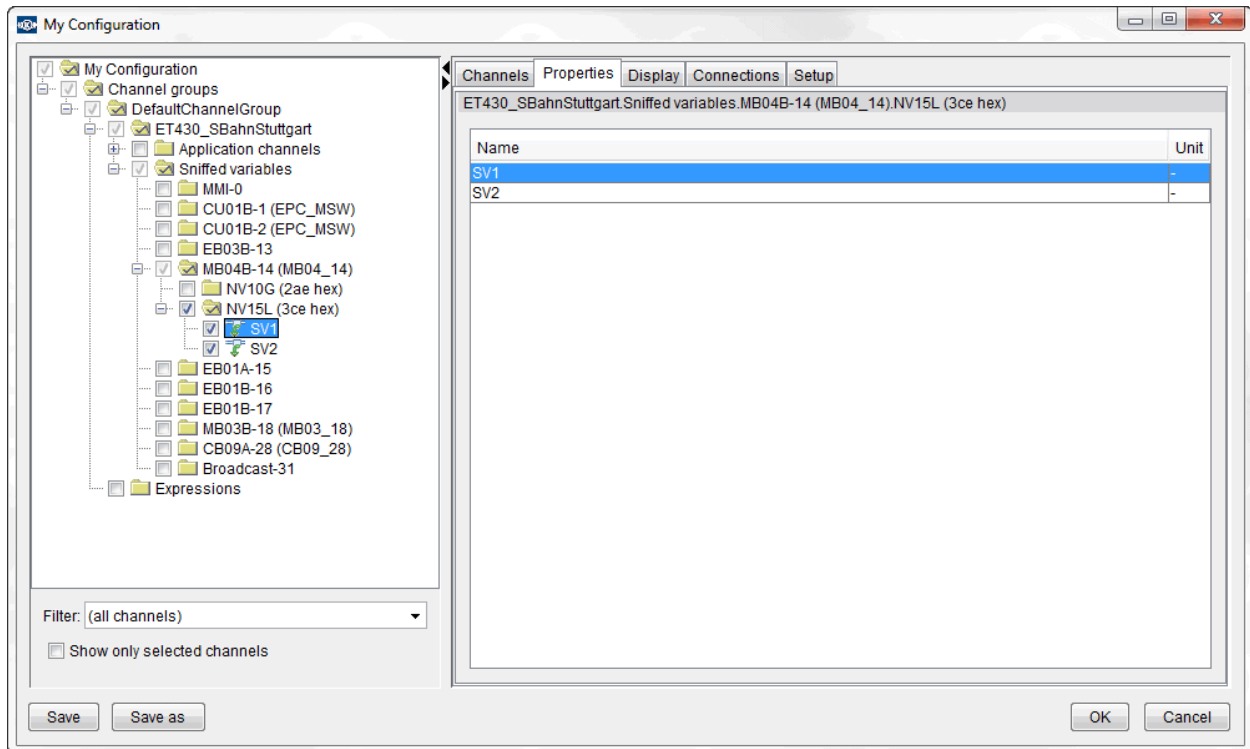 My Configuration
My Configuration
Channel groups
DefaultChannelGroup
ET430_SBahnStuttgart
Application channels
Sniffed variables
MMI-0
CU01B-1 (EPC_MSW)
CU01B-2 (EPC_MSW)
EB03B-13
MB04B-14 (MB04_14)
NV10G (2ae hex)
NV15L (3ce hex)
SV1
SV2
EB01A-15
EB01B-16
EB01B-17
MB03B-18 (MB03_18)
CB09A-28 (CB09_28)
Broadcast-31
Expressions
Filter: (all channels)
Show only selected channels
Channels Properties Display Connections Setup
ET430_SBahnStuttgart.Sniffed variables.MB04B-14 (MB04_14).NV15L (3ce hex)
Name Unit
SV1 -
SV2 -
Save Save as OK Cancel